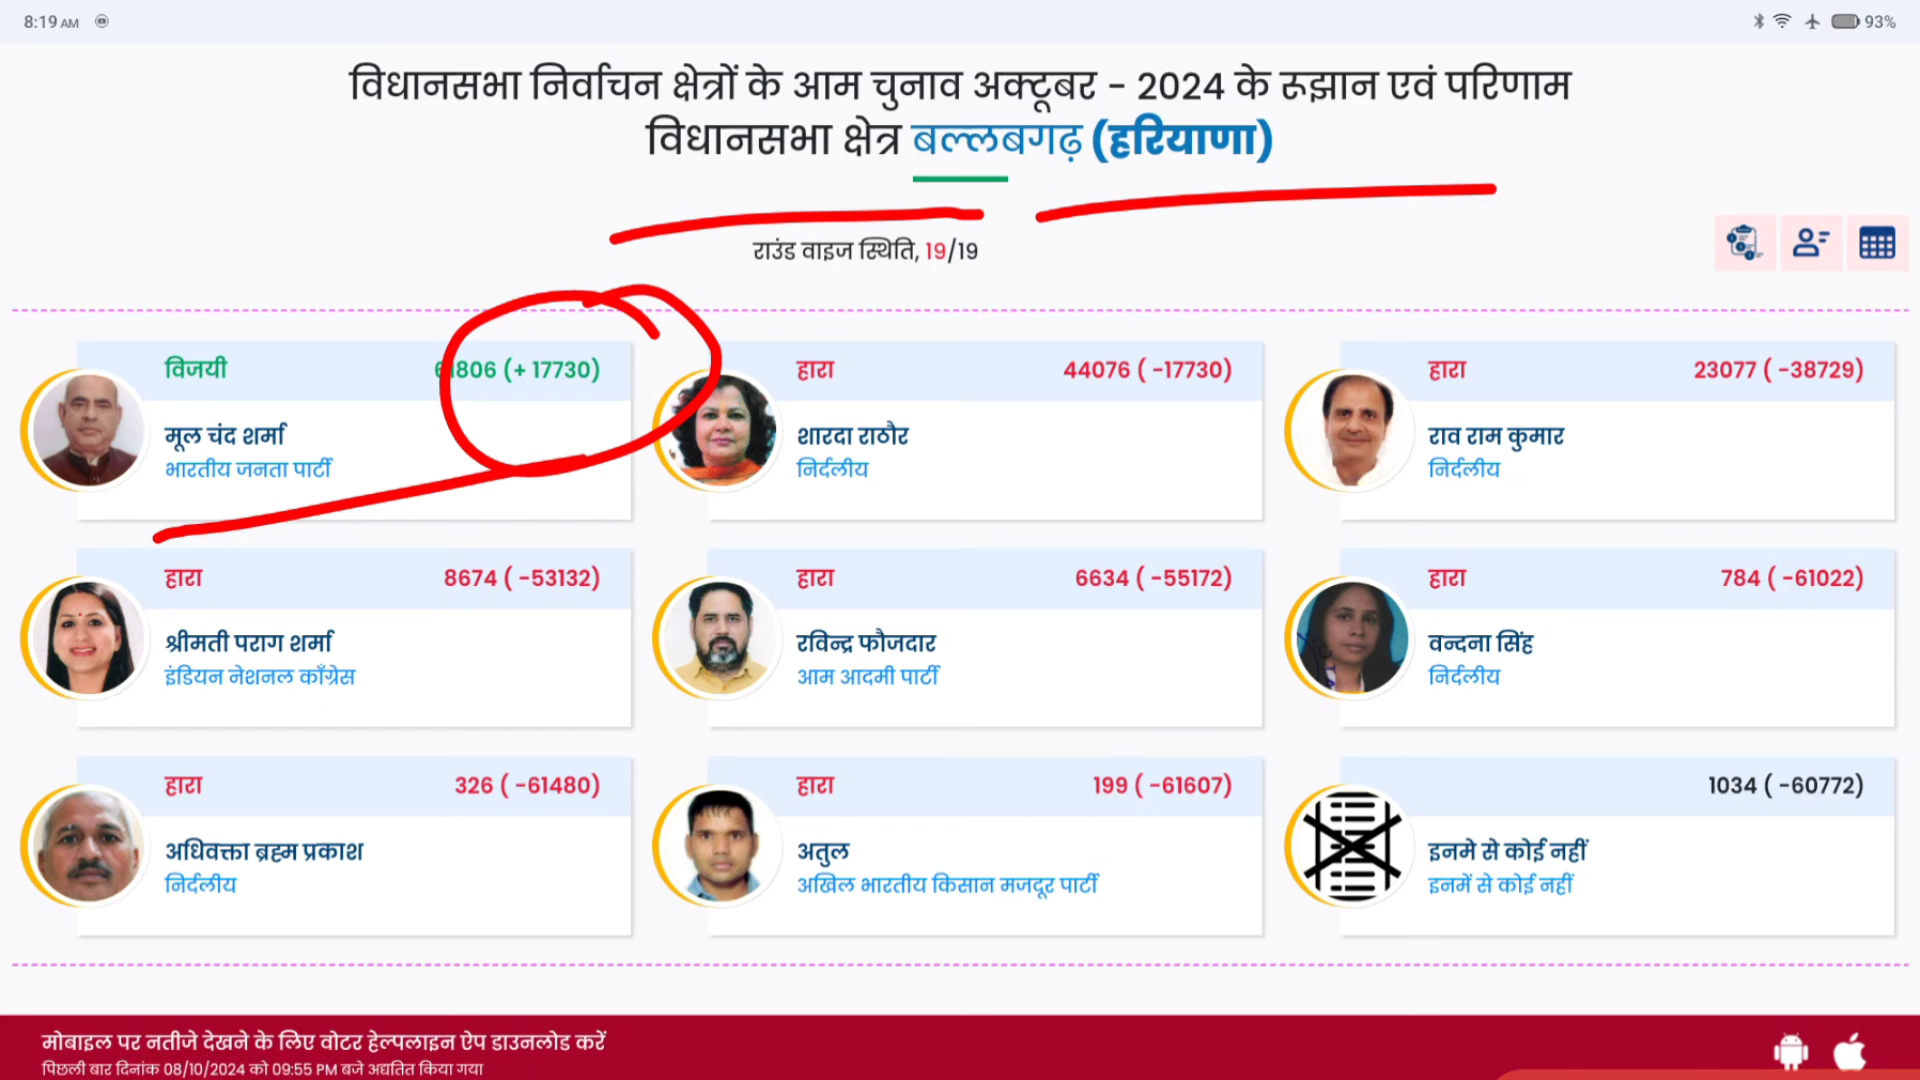 8:19 AM
93%
विधानसभा निर्वाचन क्षेत्रों के आम चुनाव अक्टूबर - 2024 के रूझान एवं परिणाम
विधानसभा क्षेत्र बल्लबगढ़ (हरियाणा)
राउंड वाइज स्थिति, 19/19
विजयी 61806 (+ 17730)
मूल चंद शर्मा
भारतीय जनता पार्टी
हारा 44076 ( -17730)
शारदा राठौर
निर्दलीय
हारा 23077 ( -38729)
राव राम कुमार
निर्दलीय
हारा 8674 ( -53132)
श्रीमती पराग शर्मा
इंडियन नेशनल काँग्रेस
हारा 6634 ( -55172)
रविन्द्र फौजदार
आम आदमी पार्टी
हारा 784 ( -61022)
वन्दना सिंह
निर्दलीय
हारा 326 ( -61480)
अधिवक्ता ब्रह्म प्रकाश
निर्दलीय
हारा 199 ( -61607)
अतुल
अखिल भारतीय किसान मजदूर पार्टी
1034 ( -60772)
इनमे से कोई नहीं
इनमें से कोई नहीं
मोबाइल पर नतीजे देखने के लिए वोटर हेल्पलाइन ऐप डाउनलोड करें
पिछली बार दिनांक 08/10/2024 को 09:55 PM बजे अद्यतित किया गया